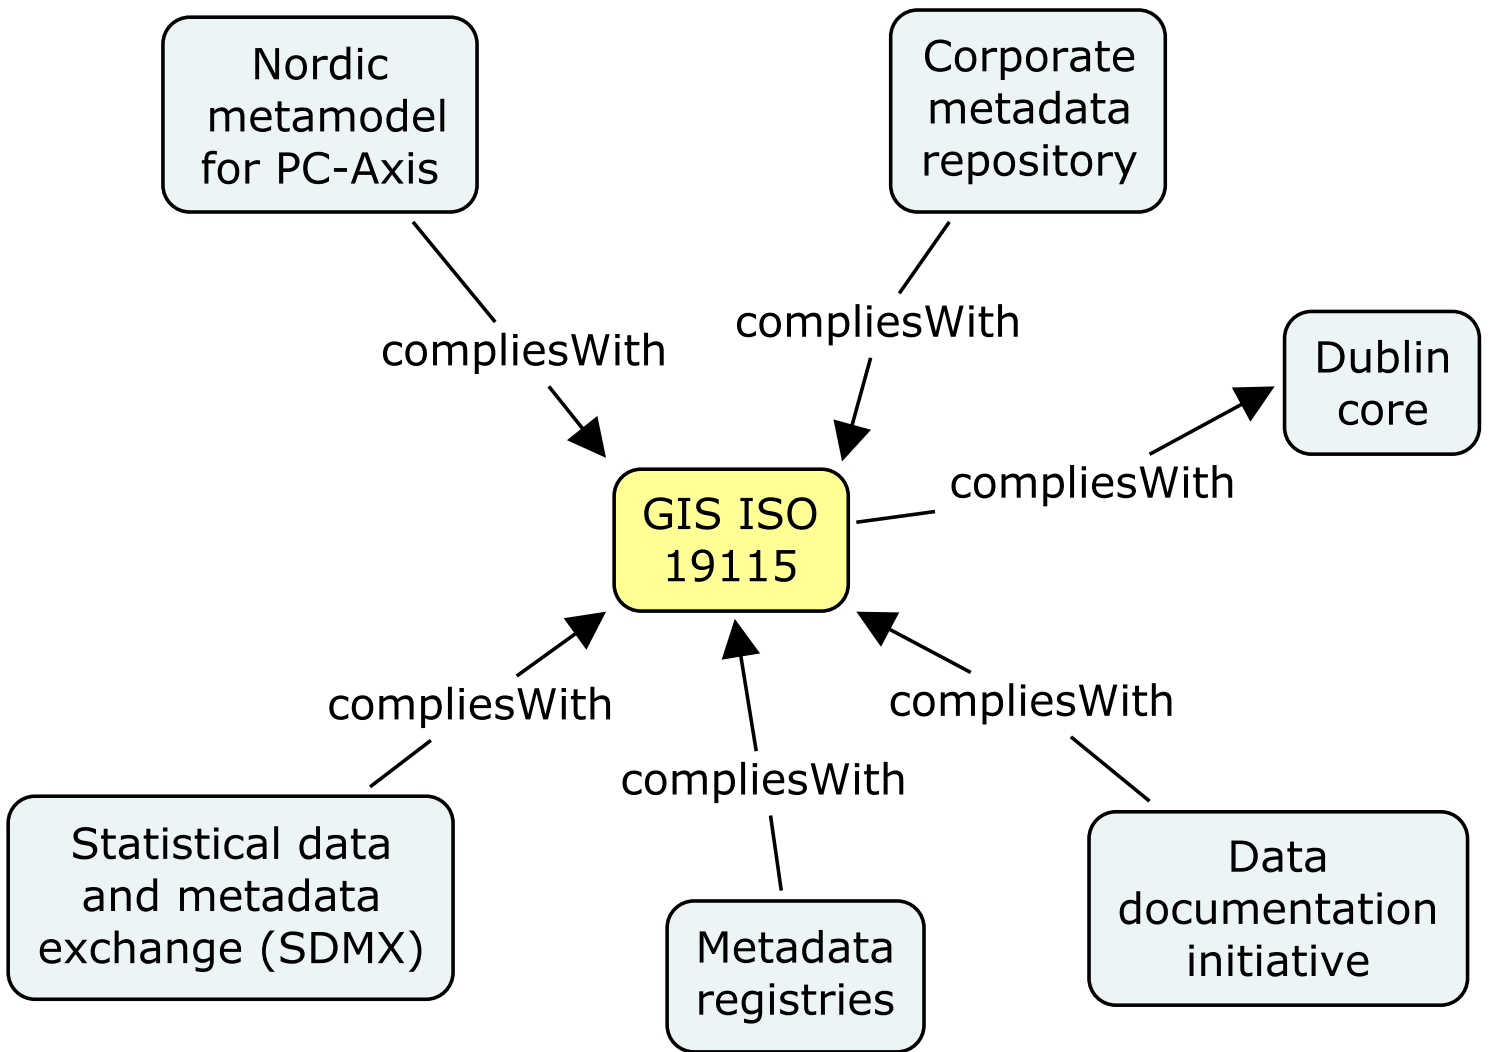 Nordic
metamodel
for PC-Axis
Corporate
metadata
repository
compliesWith
compliesWith
Dublin
core
compliesWith
GIS ISO
19115
compliesWith
compliesWith
compliesWith
Statistical data
and metadata
exchange (SDMX)
Metadata
registries
Data
documentation
initiative